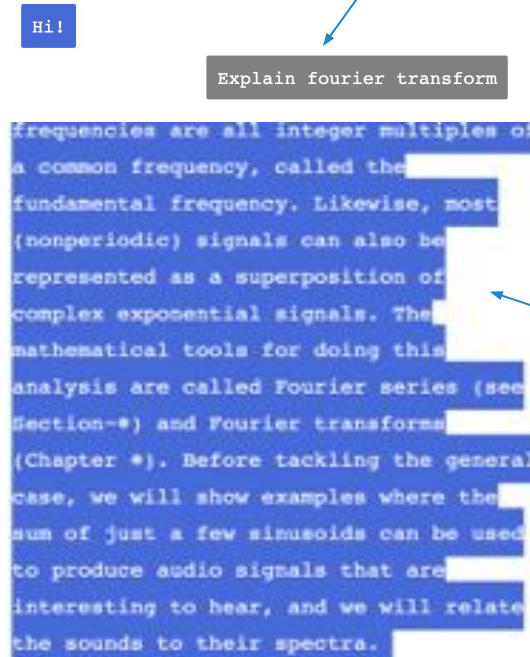 Hi!
Explain fourier transform
frequencies are all integer multiples of
a common frequency, called the
fundamental frequency. Likewise, most
(nonperiodic) signals can also be
represented as a superposition of
complex exponential signals. The
mathematical tools for doing this
analysis are called Fourier series (see
Section-*) and Fourier transforms
(Chapter *). Before tackling the general
case, we will show examples where the
sum of just a few sinusoids can be used
to produce audio signals that are
interesting to hear, and we will relate
the sounds to their spectra.